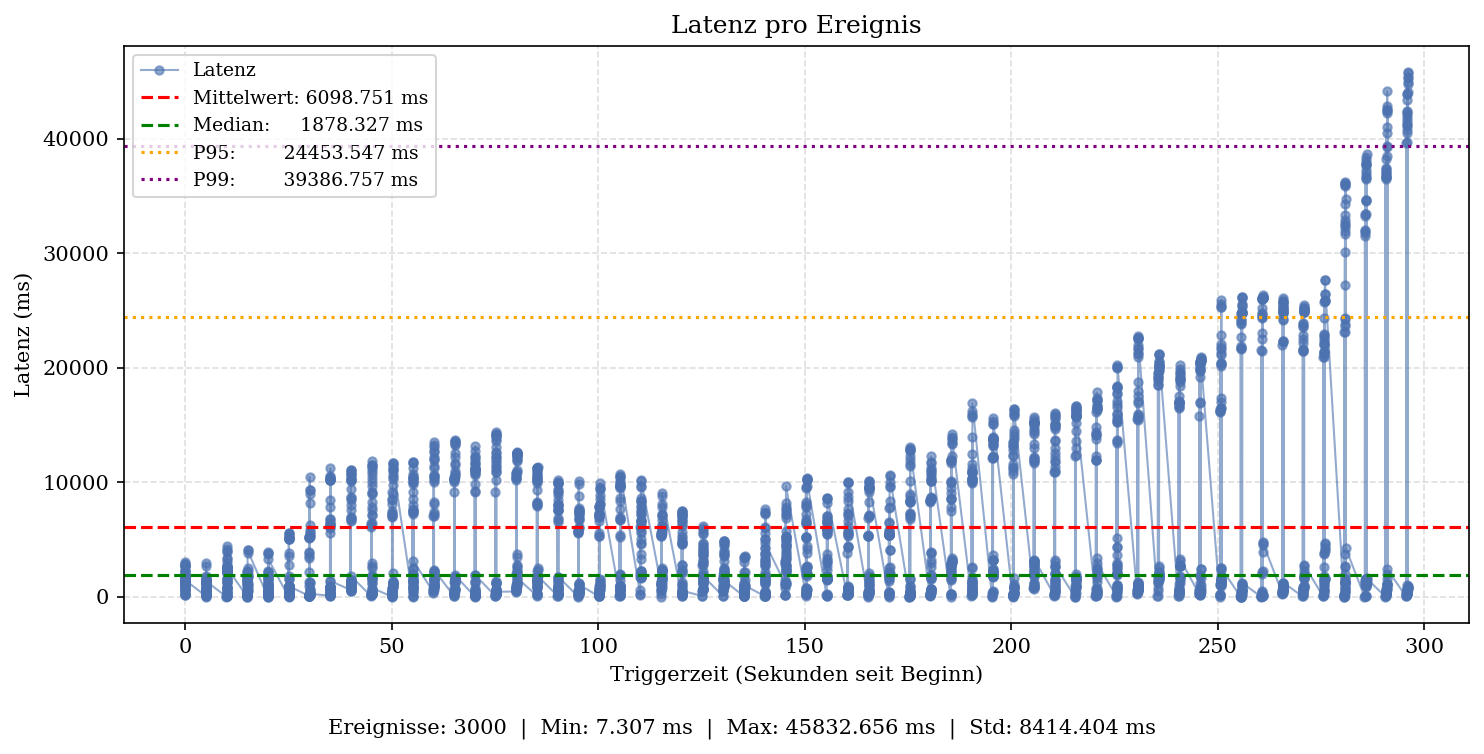 Latenz pro Ereignis
Latenz
Mittelwert: 6098.751 ms
Median: 1878.327 ms
P95: 24453.547 ms
P99: 39386.757 ms
Latenz (ms)
40000
30000
20000
10000
0
0 50 100 150 200 250 300
Triggerzeit (Sekunden seit Beginn)
Ereignisse: 3000 | Min: 7.307 ms | Max: 45832.656 ms | Std: 8414.404 ms